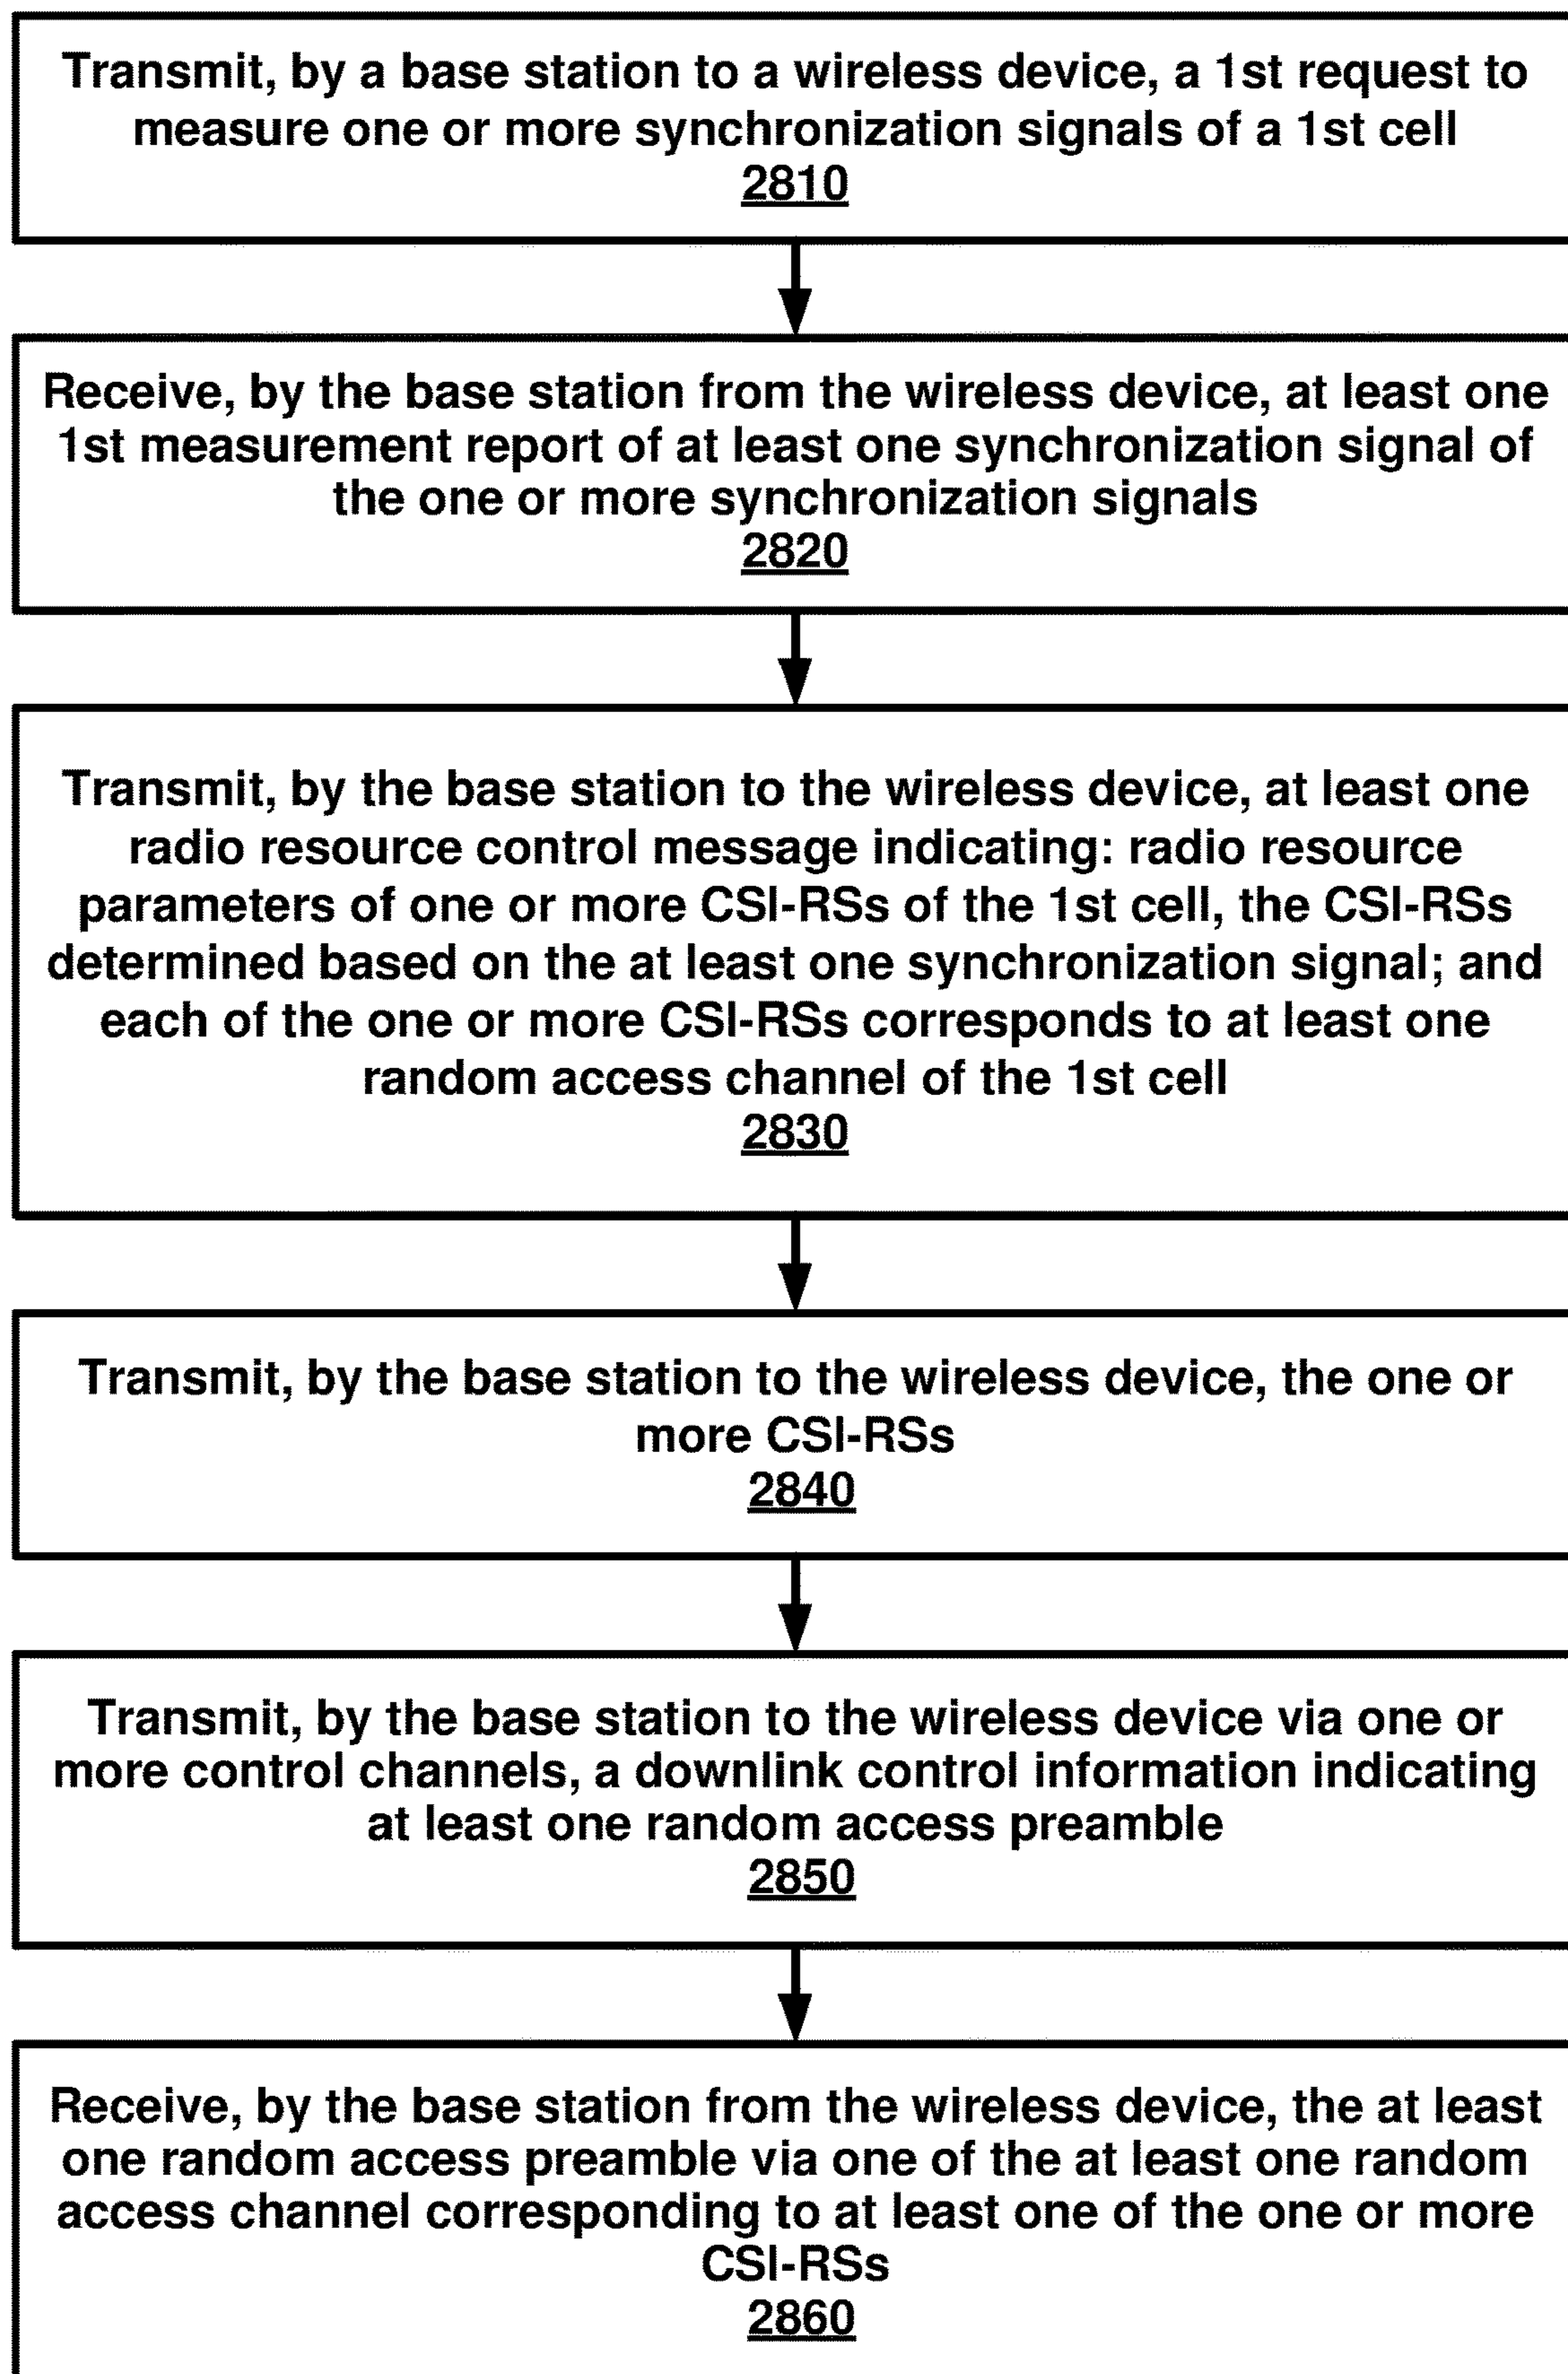 Transmit, by a base station to a wireless device, a 1st request to
measure one or more synchronization signals of a 1st cell
2810
Receive, by the base station from the wireless device, at least one
1st measurement report of at least one synchronization signal of
the one or more synchronization signals
2820
Transmit, by the base station to the wireless device, at least one
radio resource control message indicating: radio resource
parameters of one or more CSI-RSs of the 1st cell, the CSI-RSs
determined based on the at least one synchronization signal; and
each of the one or more CSI-RSs corresponds to at least one
random access channel of the 1st cell
2830
Transmit, by the base station to the wireless device, the one or
more CSI-RSs
2840
Transmit, by the base station to the wireless device via one or
more control channels, a downlink control information indicating
at least one random access preamble
2850
Receive, by the base station from the wireless device, the at least
one random access preamble via one of the at least one random
access channel corresponding to at least one of the one or more
CSI-RSs
2860